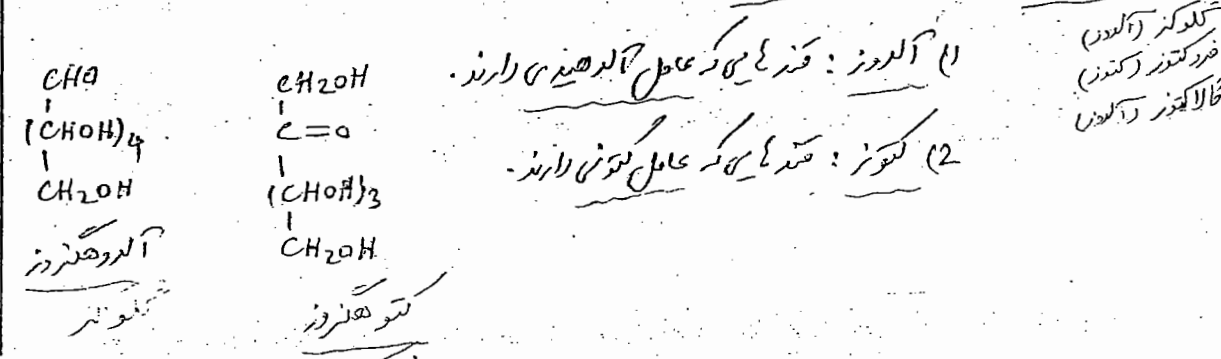 گلوکز (آلدوز)
فروکتوز (کتوز)
گالاکتوز (آلدوز)
1) آلدوز : قندهایی که عامل آلدهیدی دارند.
2) کتوز : قندهایی که عامل کتونی دارند.
CHO
(CHOH)4
CH2OH
آلدوهگزوز
گلوکز
CH2OH
C=O
(CHOH)3
CH2OH
کتوهگزوز